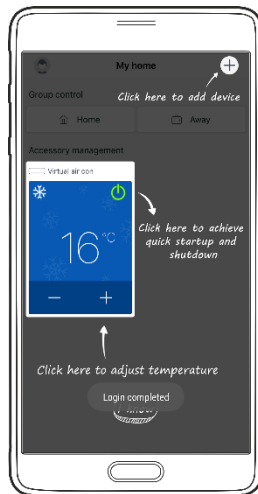 My home
Group control
Click here to add device
Home
Away
Accessory management
Virtual air con
16°C
Click here to achieve
quick startup and
shutdown
− +
Click here to adjust temperature
Login completed